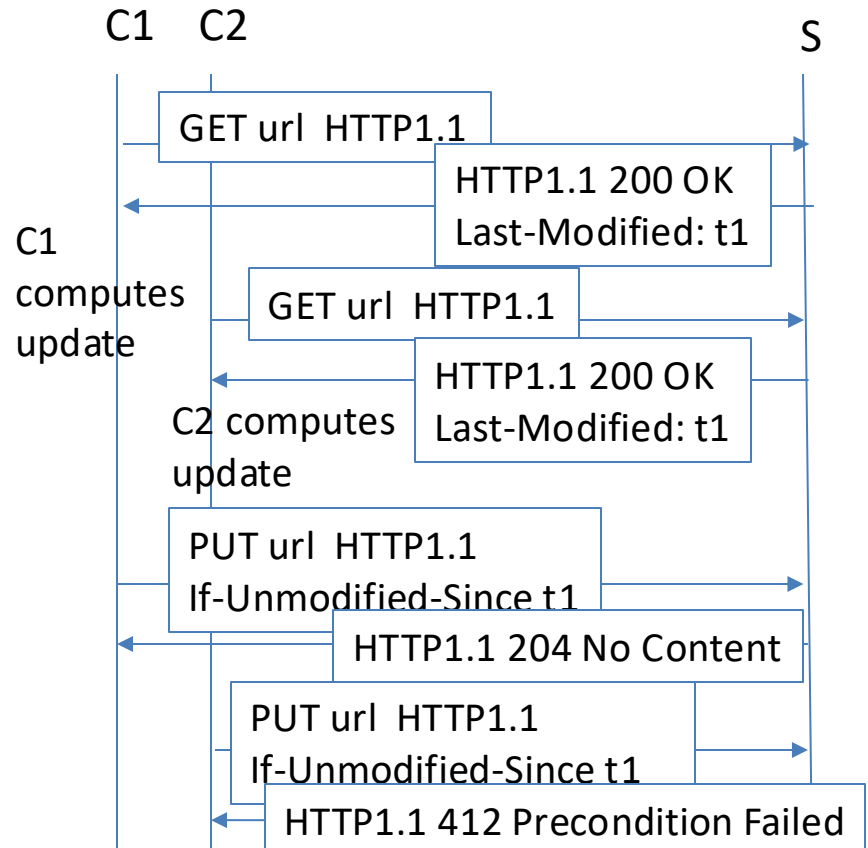 C1 C2 S
GET url HTTP1.1
HTTP1.1 200 OK
Last-Modified: t1
C1
computes
update
GET url HTTP1.1
HTTP1.1 200 OK
Last-Modified: t1
C2 computes
update
PUT url HTTP1.1
If-Unmodified-Since t1
HTTP1.1 204 No Content
PUT url HTTP1.1
If-Unmodified-Since t1
HTTP1.1 412 Precondition Failed